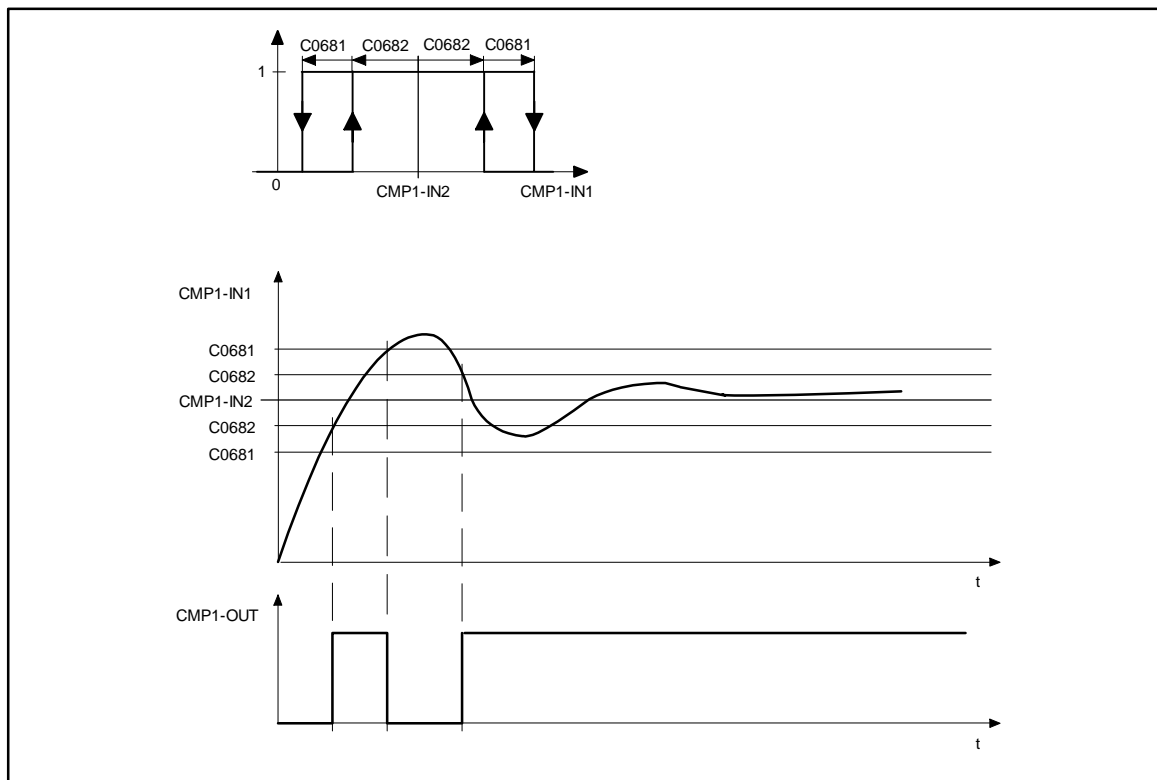 C0681 C0682 C0682 C0681
1
0
CMP1-IN2 CMP1-IN1
CMP1-IN1
C0681
C0682
CMP1-IN2
C0682
C0681
t
CMP1-OUT
t